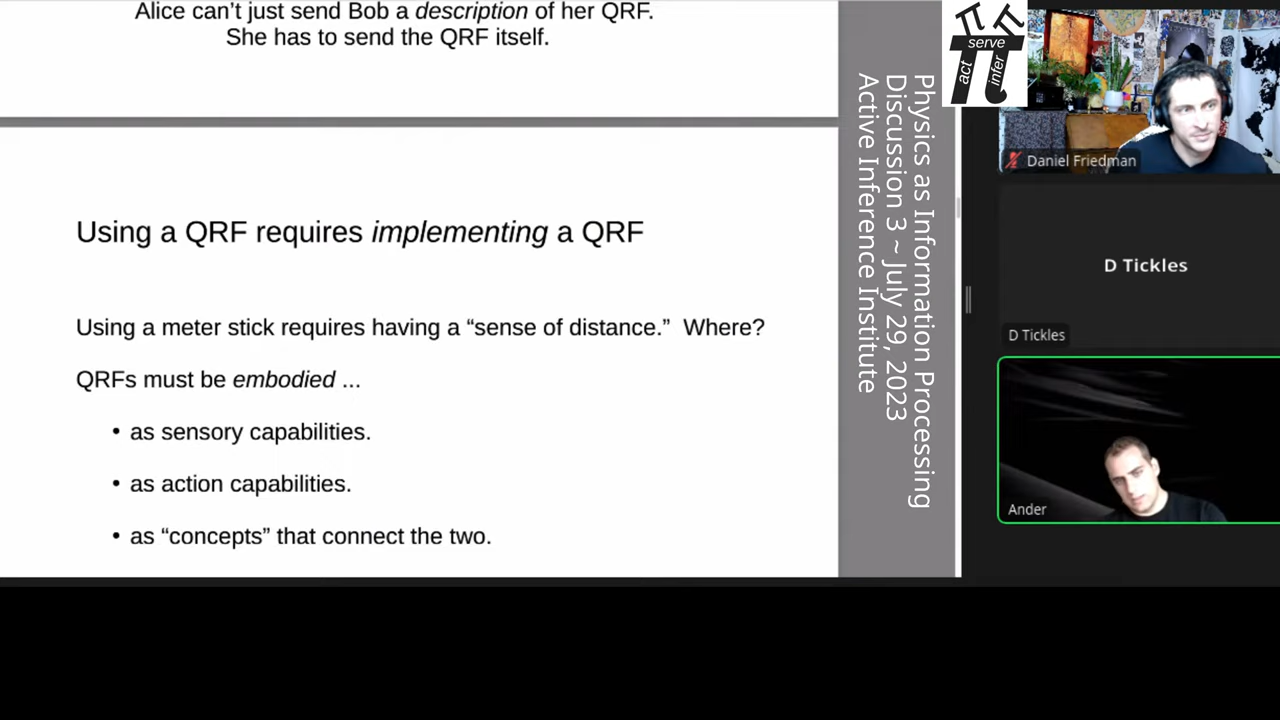 Alice can’t just send Bob a description of her QRF.
She has to send the QRF itself.
Using a QRF requires implementing a QRF
Using a meter stick requires having a “sense of distance.” Where?
QRFs must be embodied ...
• as sensory capabilities.
• as action capabilities.
• as “concepts” that connect the two.
Physics as Information Processing
Discussion 3 ~ July 29, 2023
Active Inference Institute
act
serve
infer
Daniel Friedman
D Tickles
D Tickles
Ander